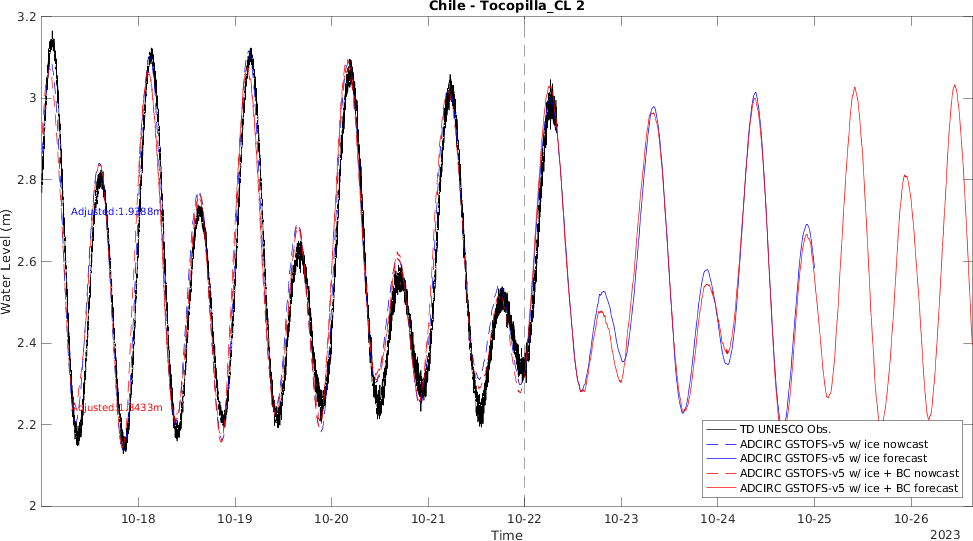 Chile - Tocopilla_CL 2
3.2
3
2.8
2.6
2.4
2.2
2
Water Level (m)
Adjusted:1.9288m
Adjusted:1.8433m
TD UNESCO Obs.
ADCIRC GSTOFS-v5 w/ ice nowcast
ADCIRC GSTOFS-v5 w/ ice forecast
ADCIRC GSTOFS-v5 w/ ice + BC nowcast
ADCIRC GSTOFS-v5 w/ ice + BC forecast
10-18 10-19 10-20 10-21 10-22 10-23 10-24 10-25 10-26
Time
2023